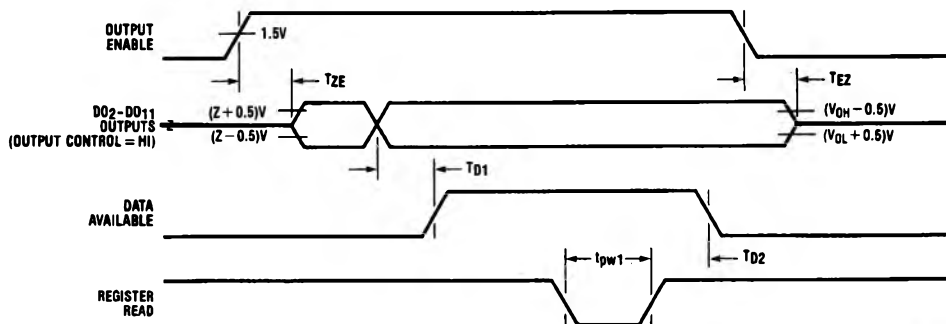 OUTPUT
ENABLE
1.5V
TZE
TEZ
DO2-DO11
OUTPUTS Z
(OUTPUT CONTROL = HI)
(Z+0.5)V
(Z-0.5)V
(VOH-0.5)V
(VOL+0.5)V
TD1
DATA
AVAILABLE
TD2
tpw1
REGISTER
READ